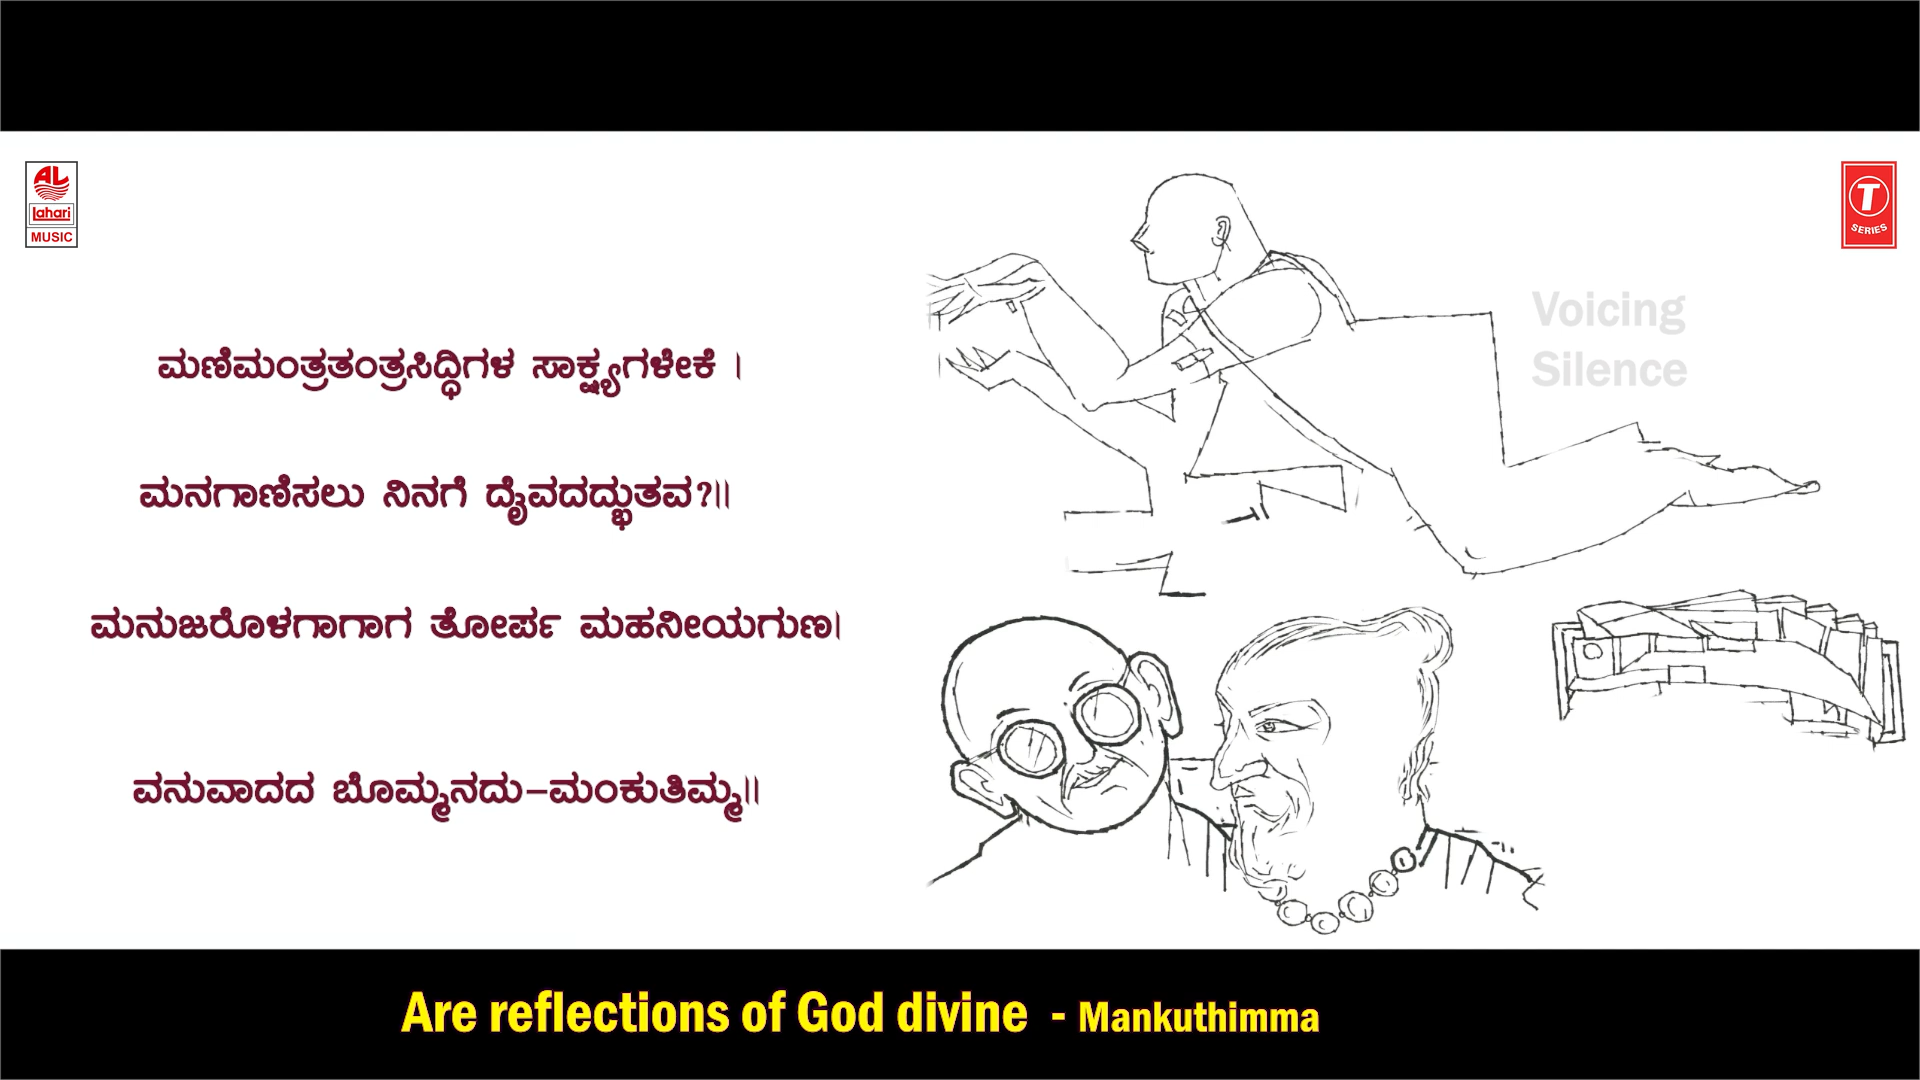 AL
Lahari
MUSIC
T
SERIES
Voicing
Silence
ಮಣಿಮಂತ್ರತಂತ್ರಸಿದ್ಧಿಗಳ ಸಾಕ್ಷ್ಯಗಳೇಕೆ ।
ಮನಗಾಣಿಸಲು ನಿನಗೆ ದೈವದದ್ಭುತವ?॥
ಮನುಜರೊಳಗಾಗಾಗ ತೋರ್ಪ ಮಹನೀಯಗುಣ।
ವನುವಾದದ ಬೊಮ್ಮನದು–ಮಂಕುತಿಮ್ಮ॥
Are reflections of God divine - Mankuthimma